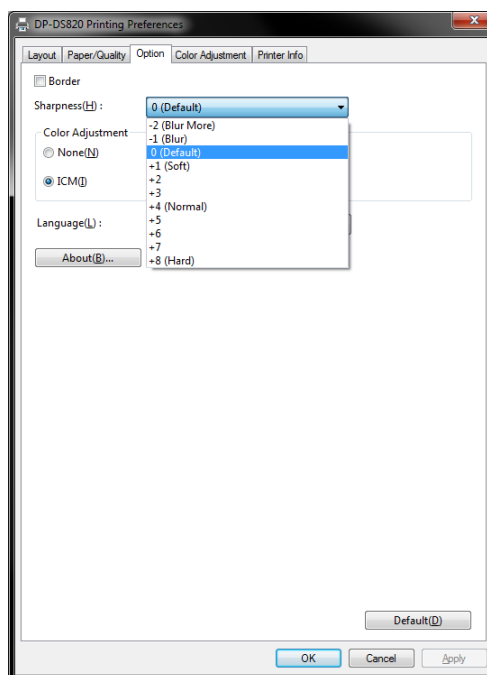 DP-DS820 Printing Preferences
Layout Paper/Quality Option Color Adjustment Printer Info
Border
Sharpness(H) : 0 (Default)
-2 (Blur More)
-1 (Blur)
0 (Default)
+1 (Soft)
+2
+3
+4 (Normal)
+5
+6
+7
+8 (Hard)
Color Adjustment
None(N)
ICM(I)
Language(L) :
About(B)...
Default(D)
OK Cancel Apply